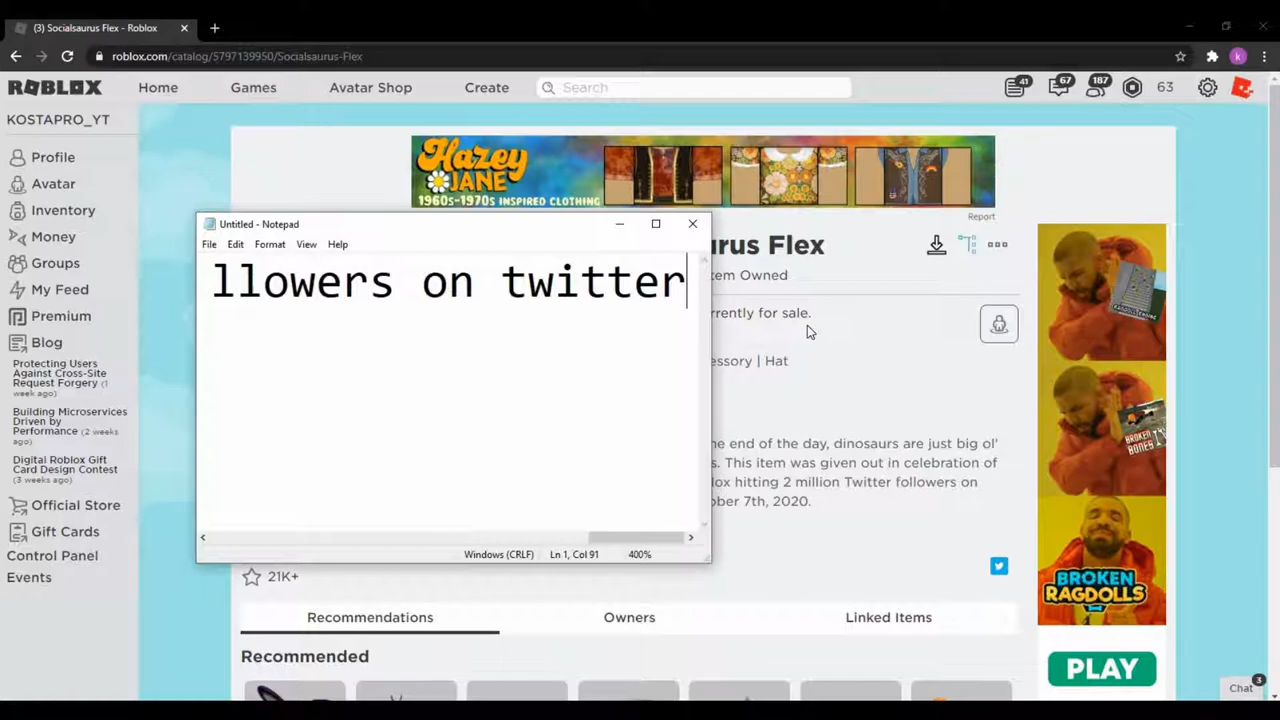 (3) Socialsaurus Flex - Roblox
roblox.com/catalog/5797139950/Socialsaurus-Flex
k
ROBLOX
Home
Games
Avatar Shop
Create
Search
41
67
187
63
KOSTAPRO_YT
Profile
Avatar
Inventory
Money
Groups
My Feed
Premium
Blog
Protecting Users
Against Cross-Site
Request Forgery (1
week ago)
Building Microservices
Driven by
Performance (2 weeks
ago)
Digital Roblox Gift
Card Design Contest
(3 weeks ago)
Official Store
Gift Cards
Control Panel
Events
Hazey
JANE
1960s-1970s INSPIRED CLOTHING
Report
Untitled - Notepad
File Edit Format View Help
llowers on twitter
Windows (CRLF) Ln 1, Col 91 400%
urus Flex
tem Owned
rrently for sale.
essory | Hat
he end of the day, dinosaurs are just big ol'
s. This item was given out in celebration of
lox hitting 2 million Twitter followers on
ober 7th, 2020.
21K+
Recommendations
Owners
Linked Items
Recommended
RAGDOLL ENGINE
BROKEN
BONES IV
BROKEN
RAGDOLLS
PLAY
Chat
3